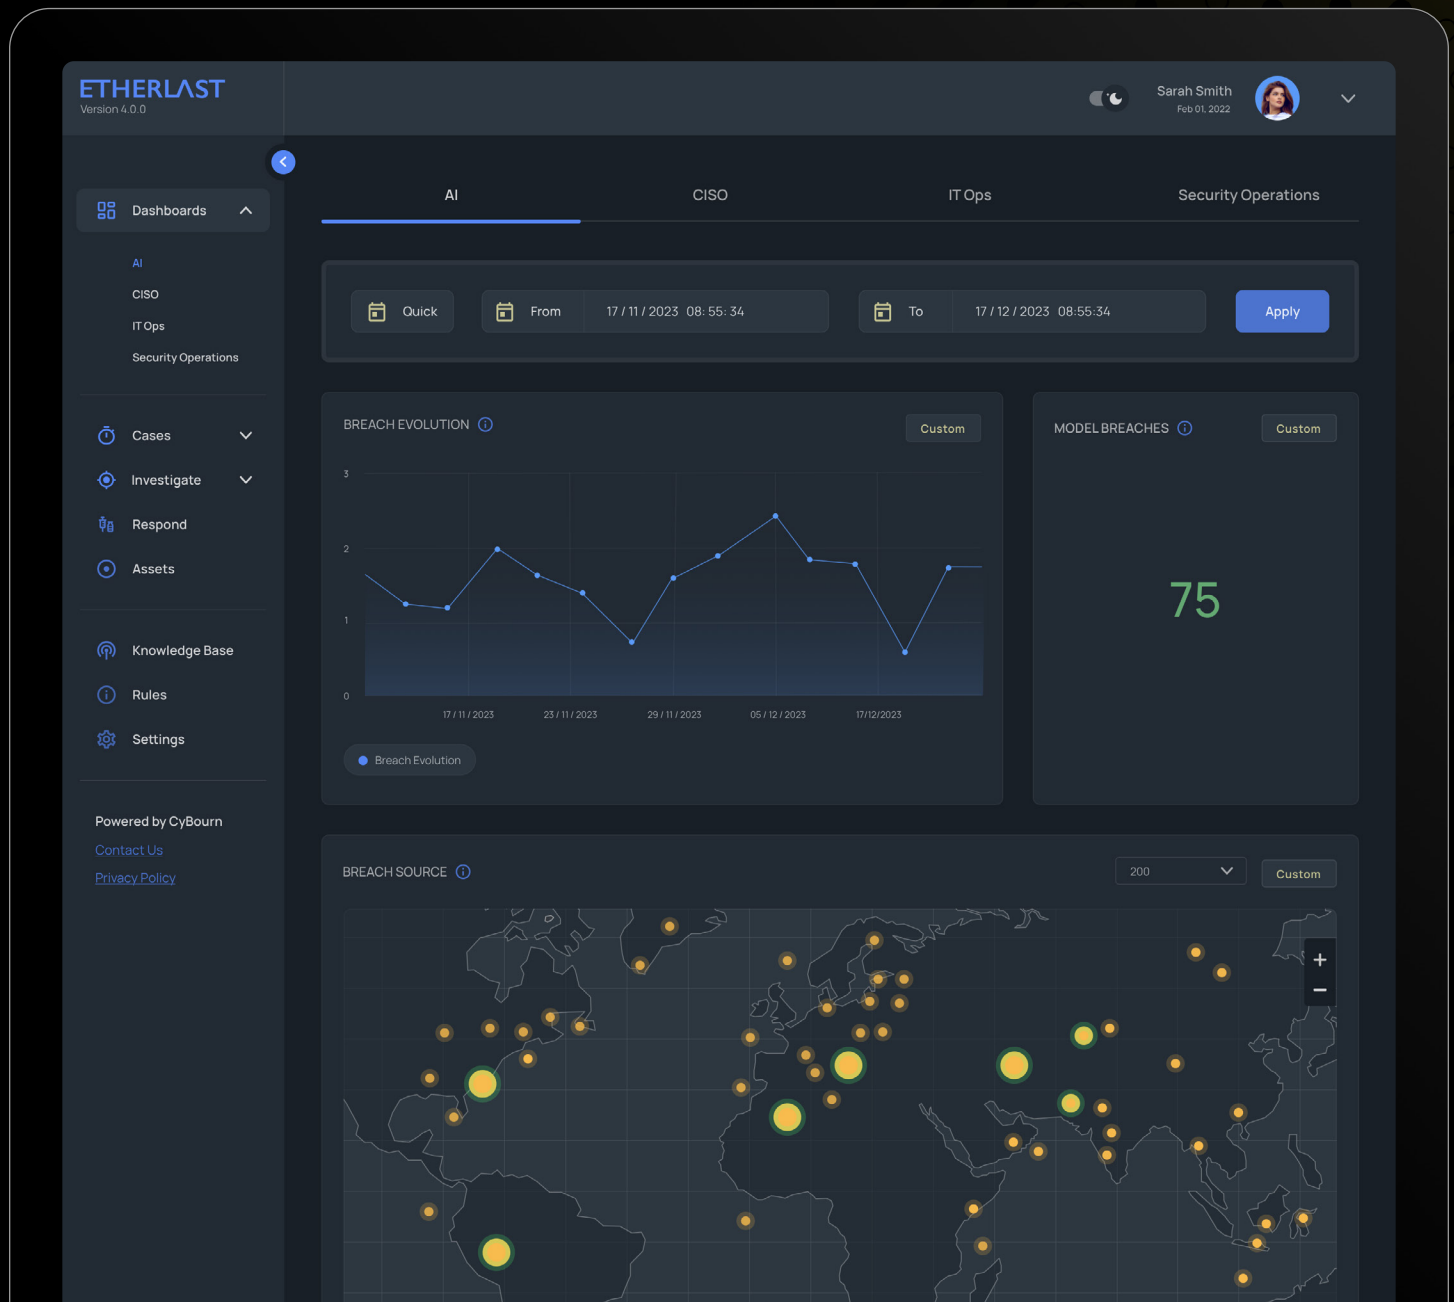 ETHERLAST
Version 4.0.0
Sarah Smith
Feb 01, 2022
Dashboards
AI
CISO
IT Ops
Security Operations
Cases
Investigate
Respond
Assets
Knowledge Base
Rules
Settings
Powered by CyBourn
Contact Us
Privacy Policy
AI CISO IT Ops Security Operations
Quick From 17 / 11 / 2023 08: 55: 34 To 17 / 12 / 2023 08:55:34 Apply
BREACH EVOLUTION Custom
3
2
1
0
17 / 11 / 2023 23 / 11 / 2023 29 / 11 / 2023 05 / 12 / 2023 17/12/2023
Breach Evolution
MODEL BREACHES Custom
75
BREACH SOURCE 200 Custom
+
−